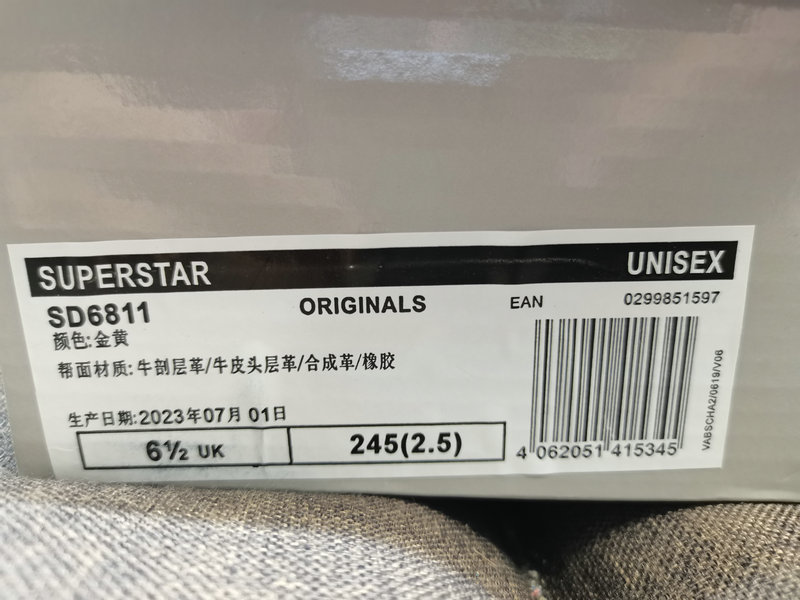 SUPERSTAR UNISEX
SD6811 ORIGINALS EAN 0299851597
颜色:金黄
帮面材质:牛剖层革/牛皮头层革/合成革/橡胶
生产日期:2023年07月01日
6½ UK 245(2.5)
4 062051 415345
VABSCHA2/0619/V06